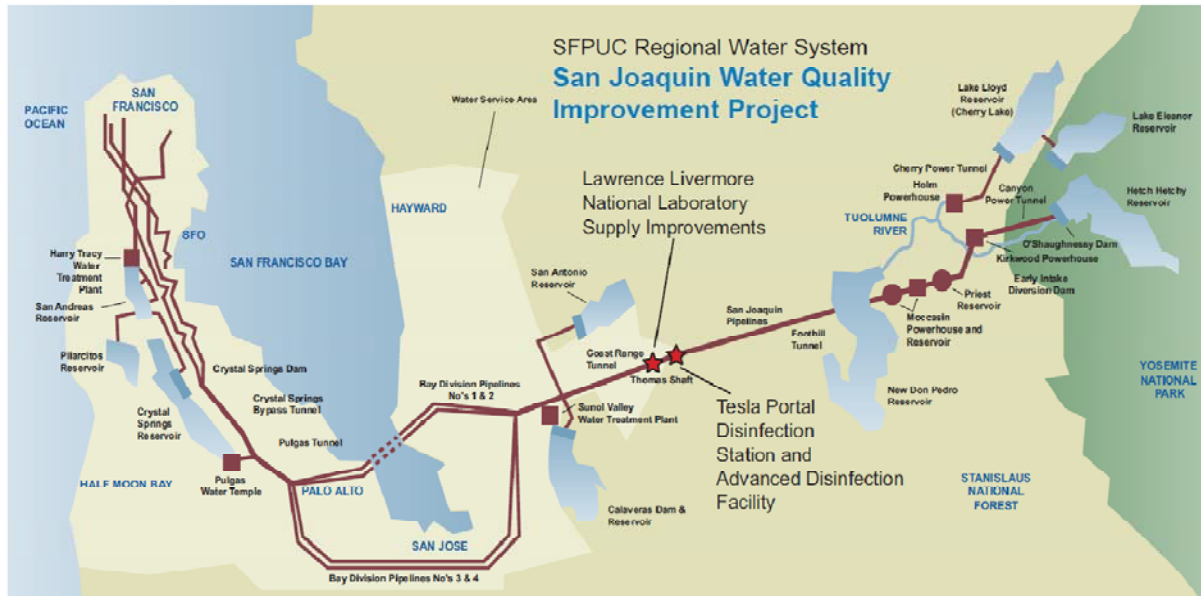 SFPUC Regional Water System
San Joaquin Water Quality
Improvement Project
PACIFIC
OCEAN
SAN
FRANCISCO
Water Service Area
Lake Lloyd
Reservoir
(Cherry Lake)
Lake Eleanor
Reservoir
Cherry Power Tunnel
Holm
Powerhouse
Canyon
Power Tunnel
Hetch Hetchy
Reservoir
Lawrence Livermore
National Laboratory
Supply Improvements
HAYWARD
TUOLUMNE
RIVER
O'Shaughnessy Dam
Kirkwood Powerhouse
SFO
Harry Tracy
Water
Treatment
Plant
SAN FRANCISCO BAY
San Antonio
Reservoir
Early Intake
Diversion Dam
Priest
Reservoir
San Andreas
Reservoir
San Joaquin
Pipelines
Moccasin
Powerhouse and
Reservoir
Foothill
Tunnel
Pilarcitos
Reservoir
Coast Range
Tunnel
Thomas Shaft
Crystal Springs Dam
YOSEMITE
NATIONAL
PARK
Bay Division Pipelines
No's 1 & 2
New Don Pedro
Reservoir
Crystal Springs
Bypass Tunnel
Crystal
Springs
Reservoir
Sunol Valley
Water Treatment Plant
Tesla Portal
Disinfection
Station and
Advanced Disinfection
Facility
Pulgas Tunnel
HALF MOON BAY
Pulgas
Water Temple
PALO ALTO
STANISLAUS
NATIONAL
FOREST
Calaveras Dam &
Reservoir
SAN JOSE
Bay Division Pipelines No's 3 & 4